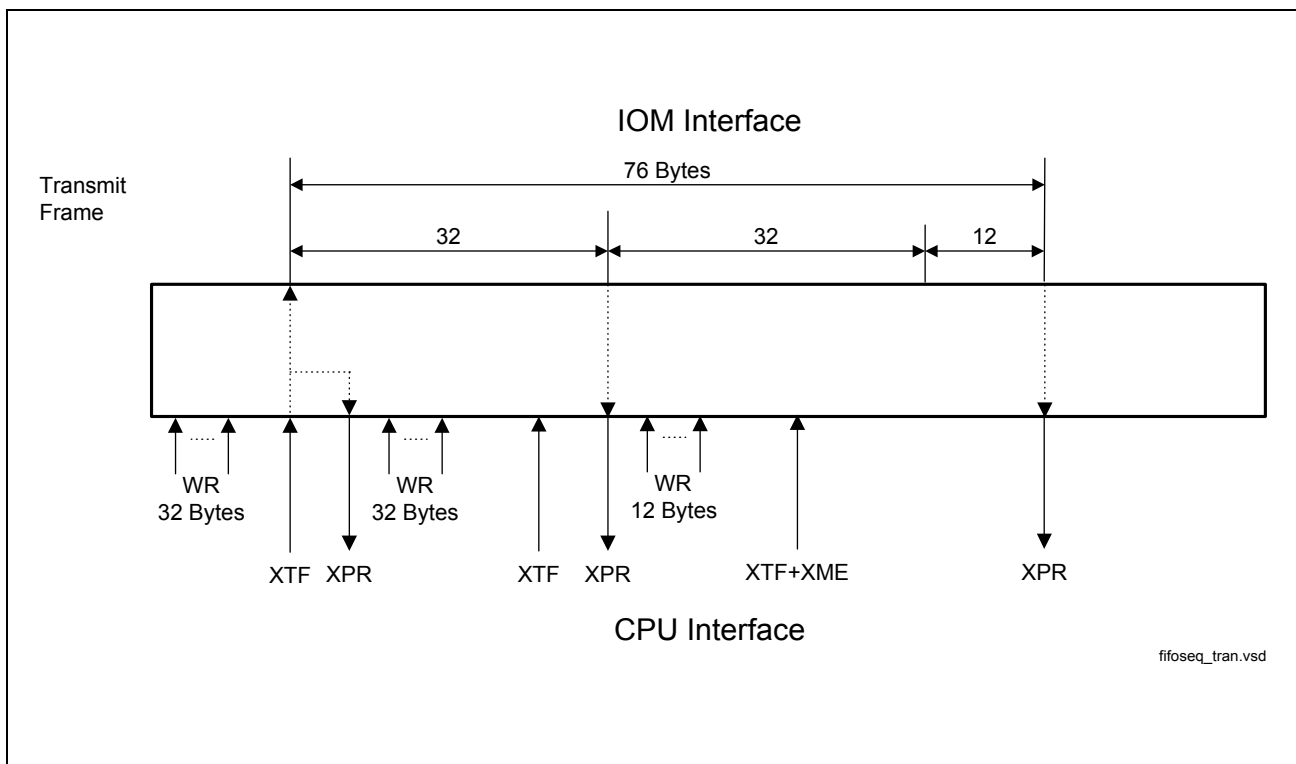 IOM Interface
76 Bytes
Transmit
Frame
32
32
12
.....
.....
.....
WR
32 Bytes
WR
32 Bytes
WR
12 Bytes
XTF
XPR
XTF
XPR
XTF+XME
XPR
CPU Interface
fifoseq_tran.vsd